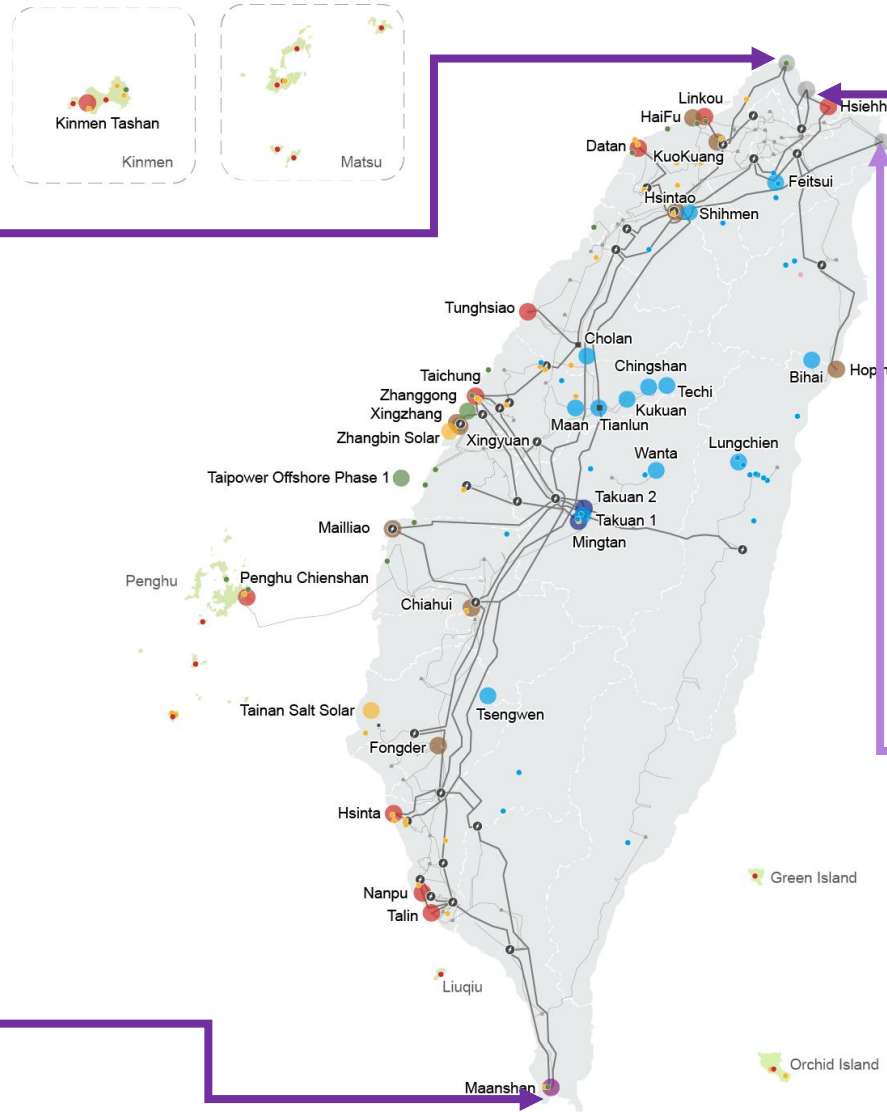 Kinmen Tashan
Kinmen
Matsu
Linkou
HaiFu
Hsiehh
Datan
KuoKuang
Feitsui
Hsintao
Shihmen
Tunghsiao
Cholan
Chingshan
Bihai
Hopin
Taichung
Techi
Zhanggong
Kukuan
Xingzhang
Maan
Tianlun
Zhangbin Solar
Xingyuan
Lungchien
Wanta
Taipower Offshore Phase 1
Takuan 2
Takuan 1
Mailliao
Mingtan
Penghu
Penghu Chienshan
Chiahui
Tainan Salt Solar
Tsengwen
Fongder
Hsinta
Green Island
Nanpu
Talin
Liuqiu
Orchid Island
Maanshan